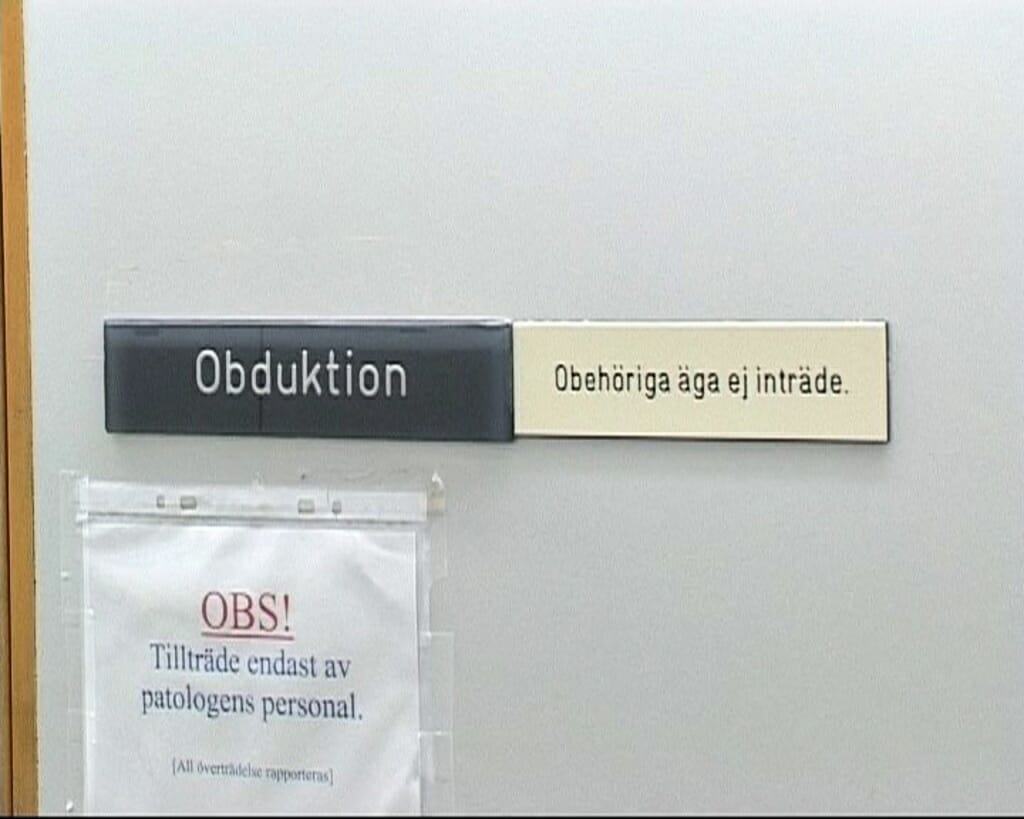 Obduktion
Obehöriga äga ej inträde.
OBS!
Tillträde endast av
patologens personal.
[All överträdelse rapporteras]